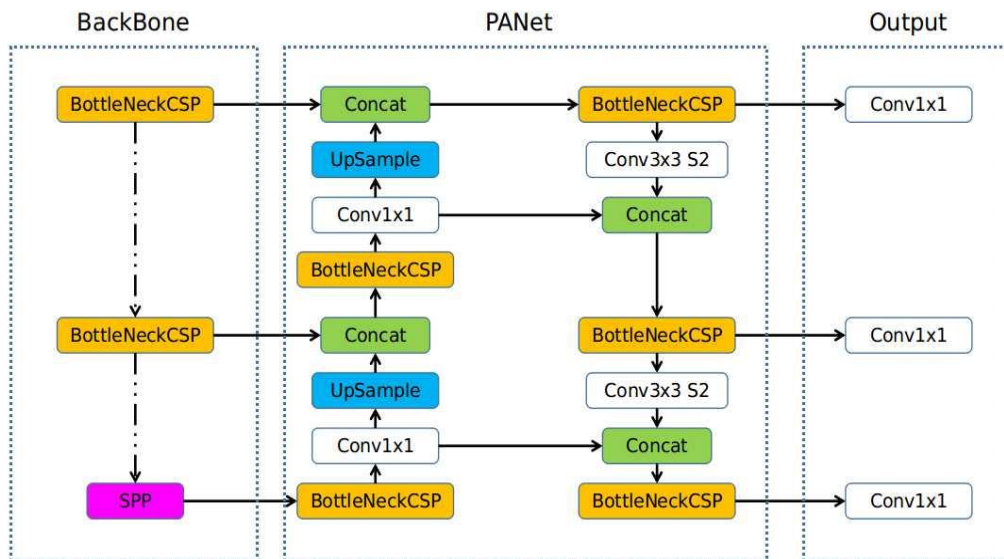 BackBone
PANet
Output
BottleNeckCSP
Concat
BottleNeckCSP
Conv1x1
UpSample
Conv3x3 S2
Conv1x1
Concat
BottleNeckCSP
BottleNeckCSP
Concat
BottleNeckCSP
Conv1x1
UpSample
Conv3x3 S2
Conv1x1
Concat
SPP
BottleNeckCSP
BottleNeckCSP
Conv1x1